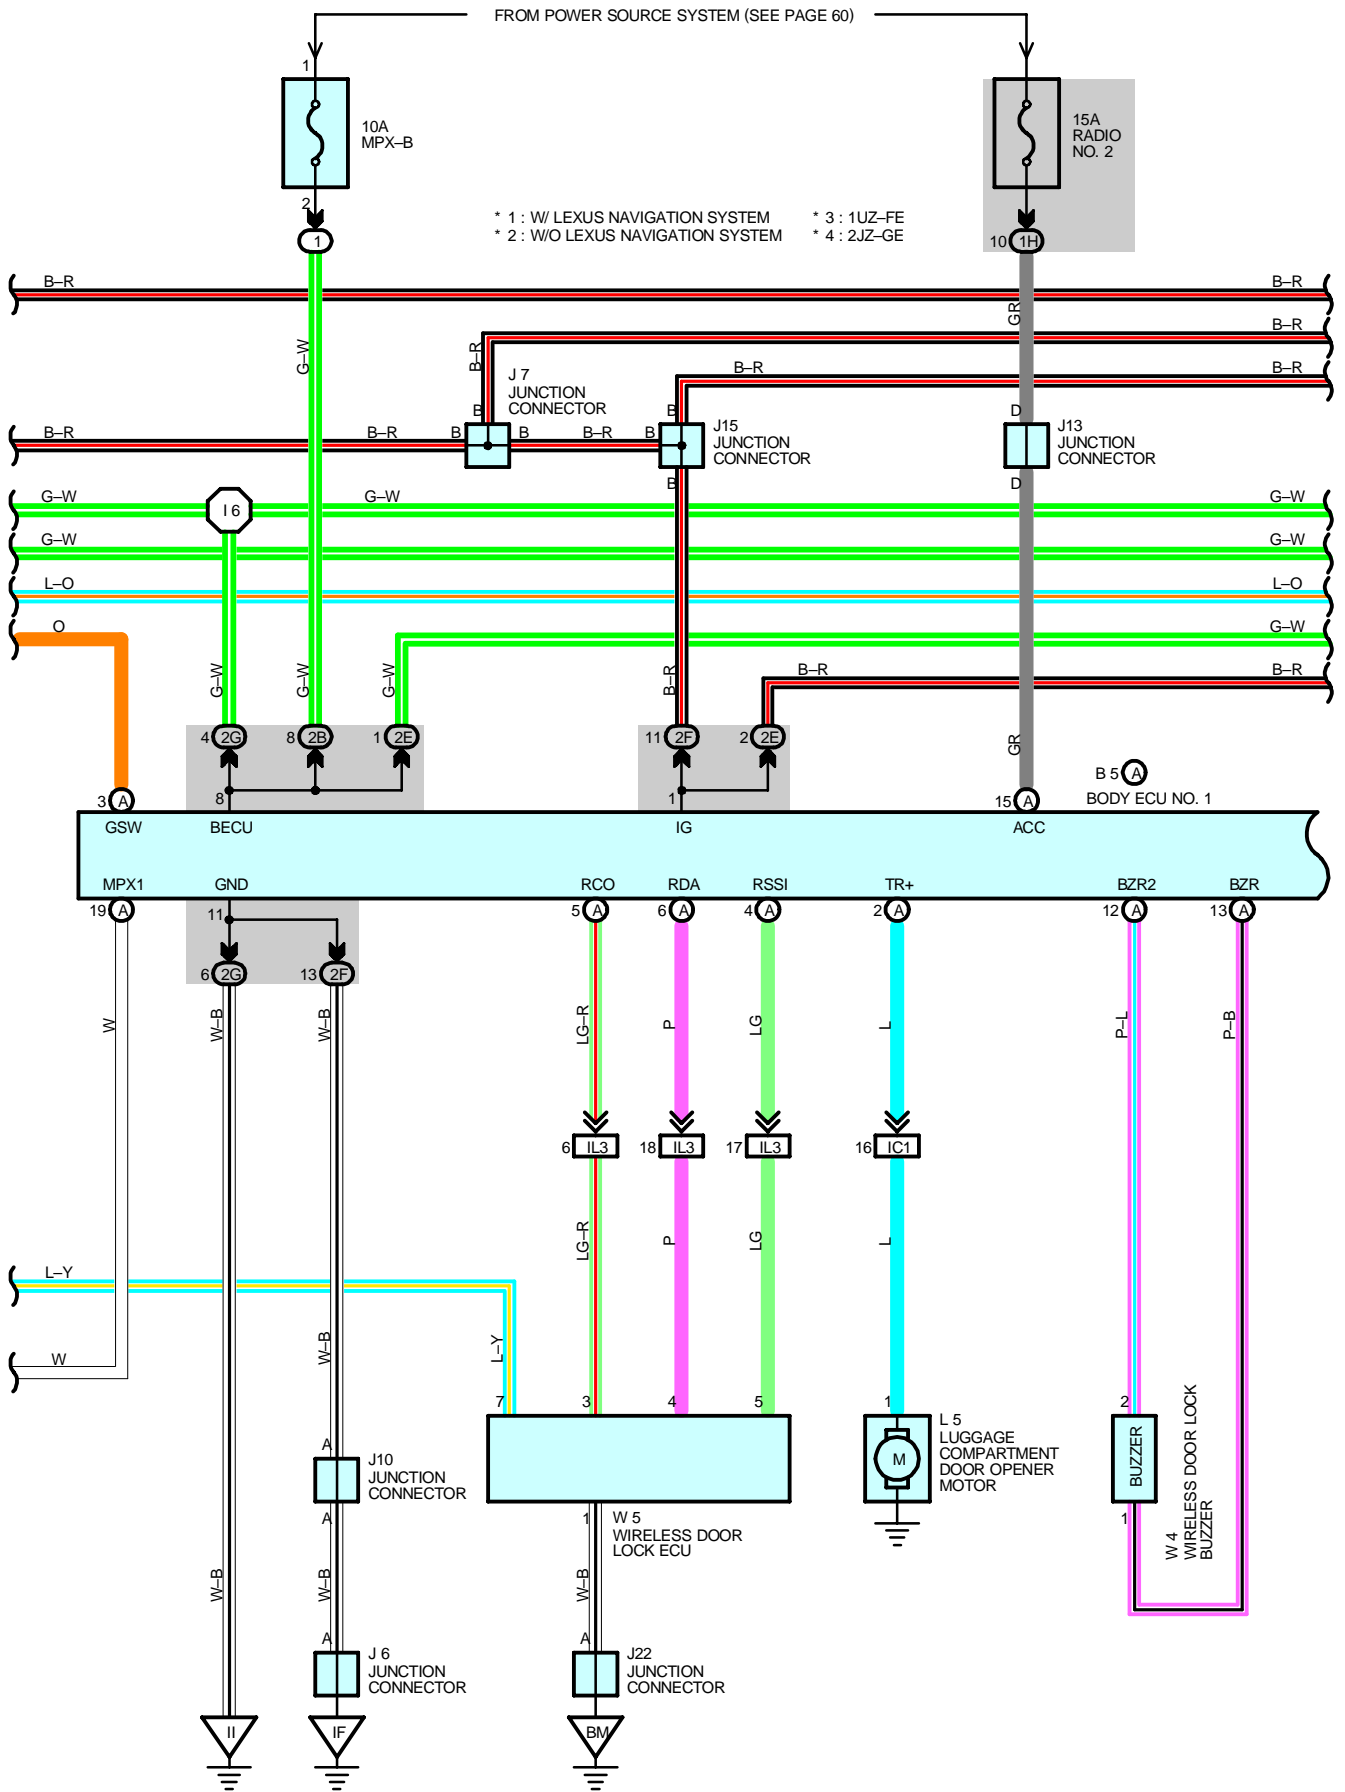 FROM POWER SOURCE SYSTEM (SEE PAGE 60)
1
10A
MPX–B
15A
RADIO
NO. 2
2
1
* 1 : W/ LEXUS NAVIGATION SYSTEM
* 2 : W/O LEXUS NAVIGATION SYSTEM
* 3 : 1UZ–FE
* 4 : 2JZ–GE
10 1H
B–R
B–R
GR
B–R
G–W
B–R
B–R
B–R
J 7
JUNCTION
CONNECTOR
B
B
D
B–R
B–R
B
B
B–R
B
J15
JUNCTION
CONNECTOR
J13
JUNCTION
CONNECTOR
B
D
G–W
I 6
G–W
G–W
G–W
G–W
L–O
L–O
O
G–W
G–W
G–W
G–W
B–R
B–R
B–R
4 2G
8 2B
1 2E
11 2F
2 2E
GR
B 5 A
BODY ECU NO. 1
3 A
8
1
15 A
GSW
BECU
IG
ACC
MPX1
GND
RCO
RDA
RSSI
TR+
BZR2
BZR
19 A
11
5 A
6 A
4 A
2 A
12 A
13 A
6 2G
13 2F
W
W–B
W–B
LG–R
P
LG
L
P–L
P–B
6 IL3
18 IL3
17 IL3
16 IC1
LG–R
P
LG
L
L–Y
W
W–B
L–Y
7
3
4
5
1
2
L 5
LUGGAGE
COMPARTMENT
DOOR OPENER
MOTOR
M
BUZZER
W 4
WIRELESS DOOR LOCK
BUZZER
A
J10
JUNCTION
CONNECTOR
A
1
W 5
WIRELESS DOOR
LOCK ECU
1
W–B
W–B
W–B
A
J 6
JUNCTION
CONNECTOR
A
J22
JUNCTION
CONNECTOR
II
IF
BM